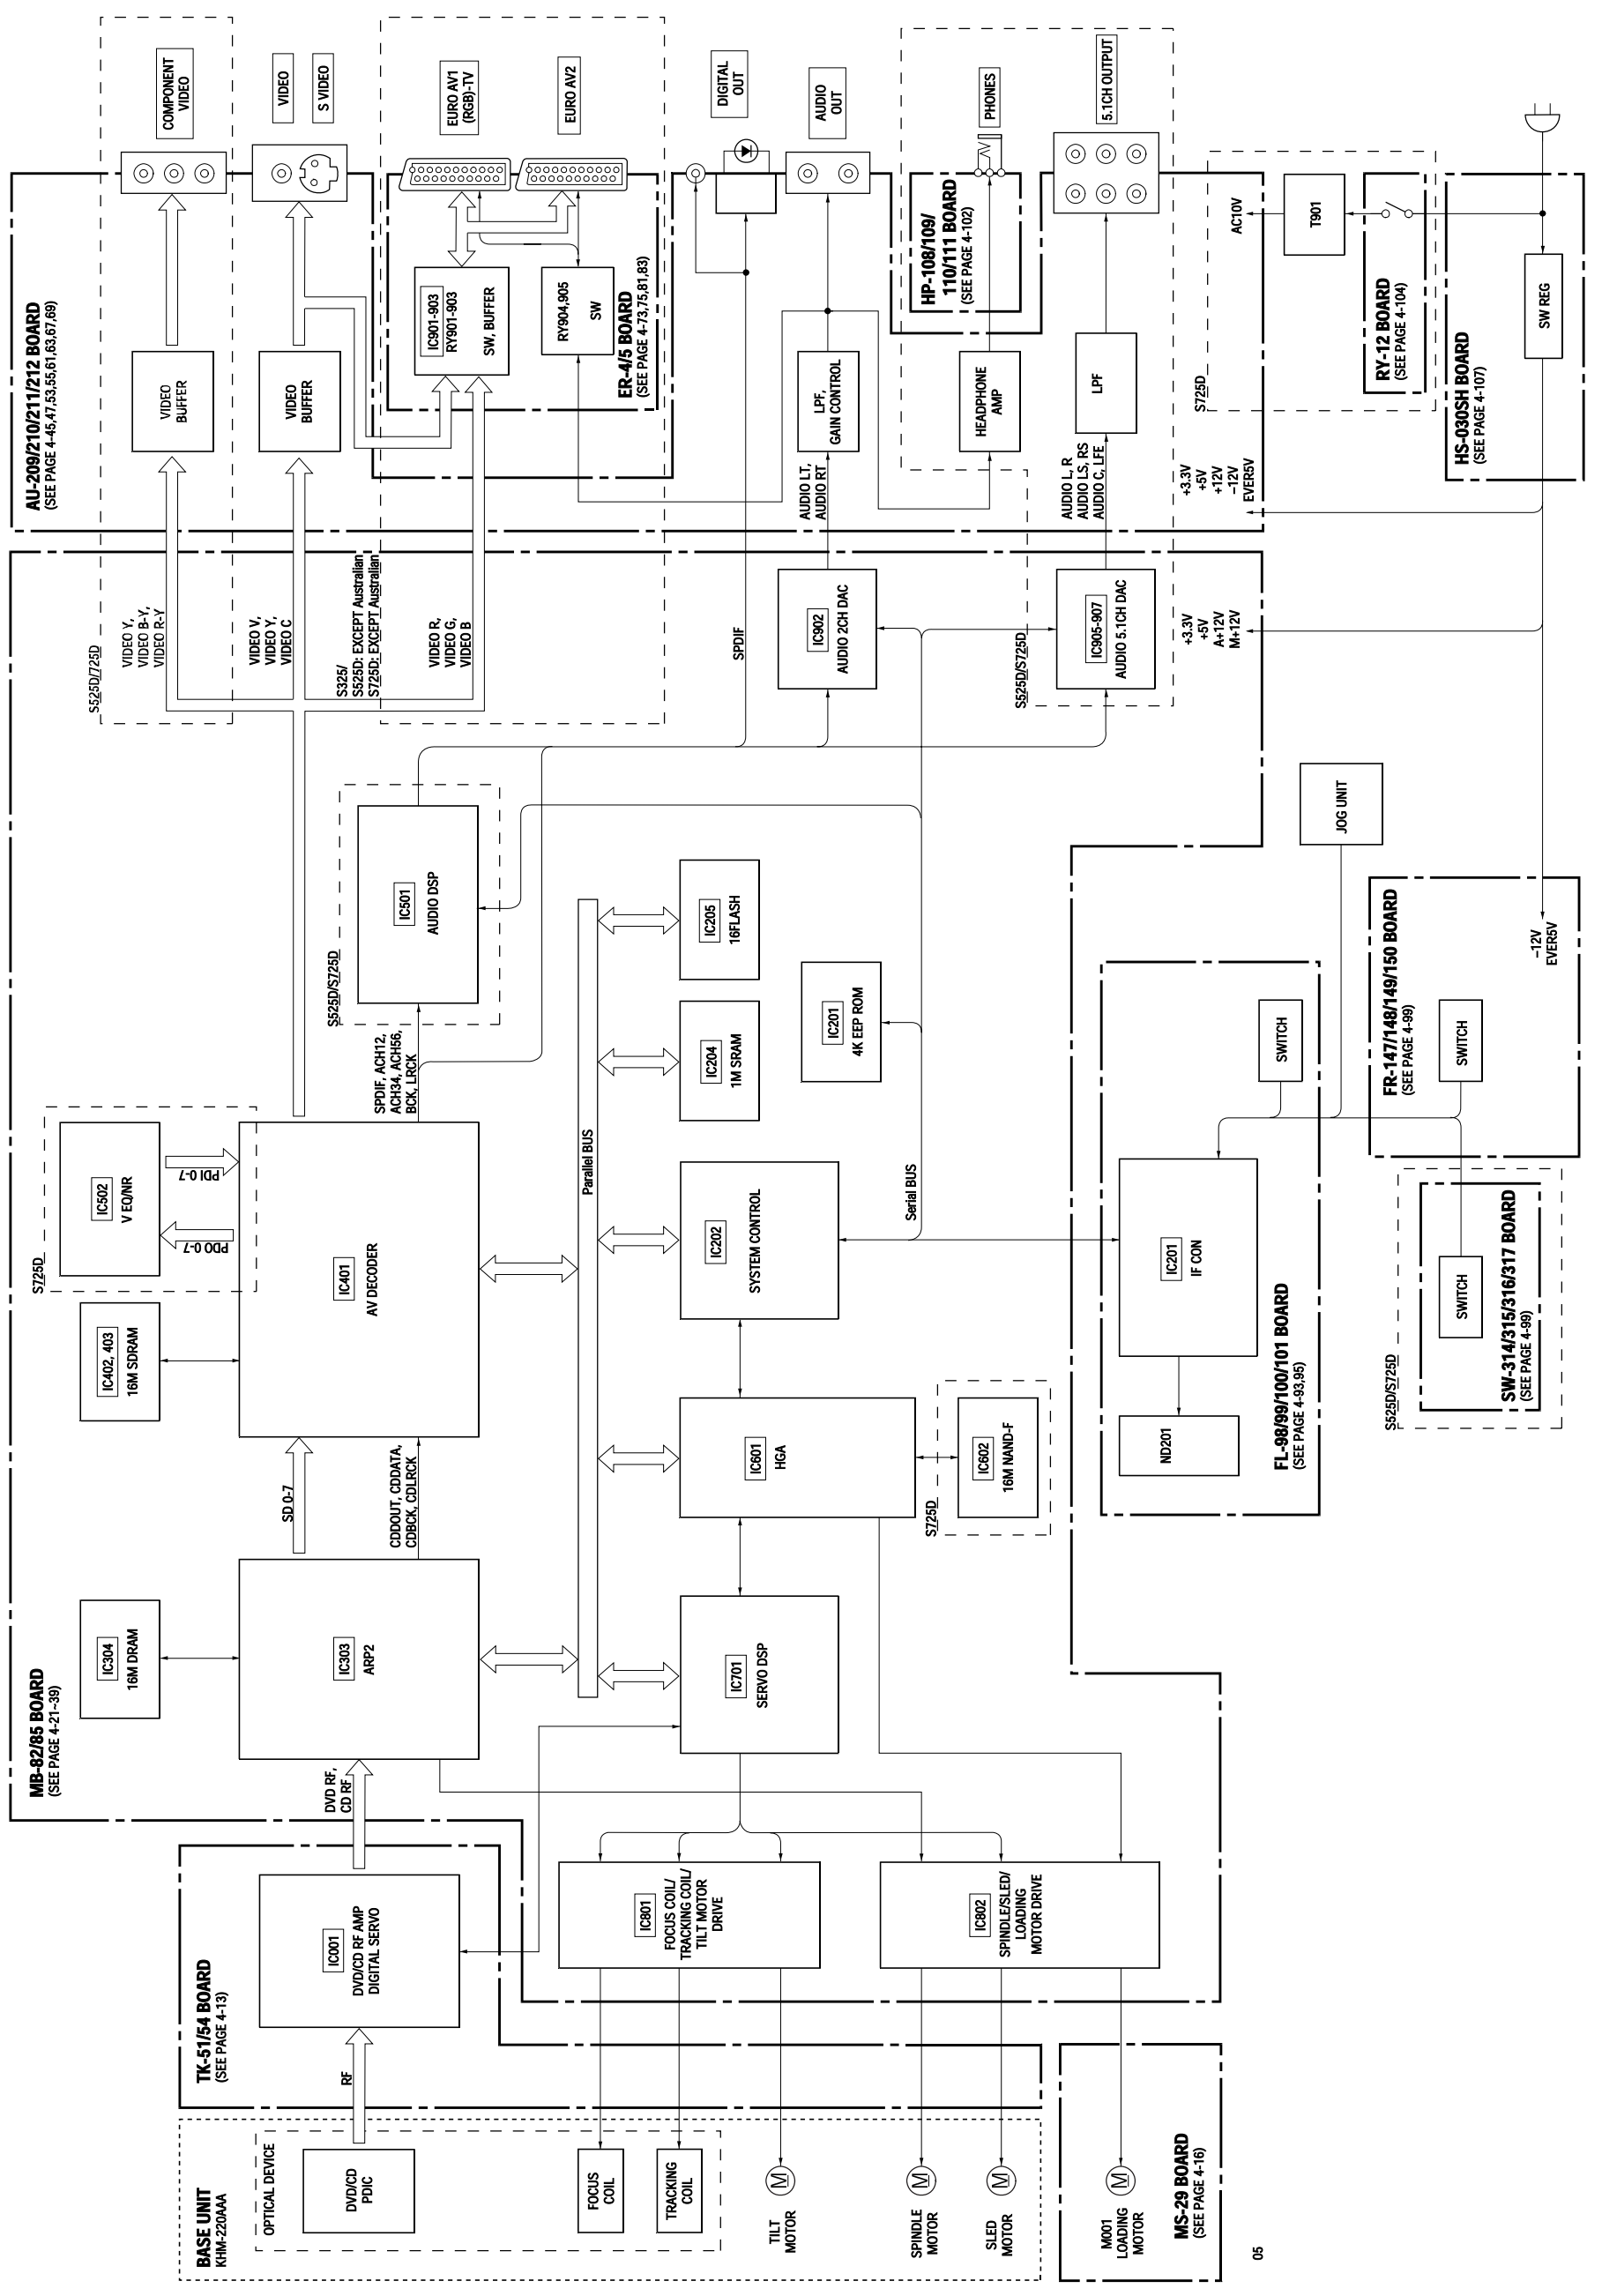 BASE UNIT
KHM-220AAA
OPTICAL DEVICE
DVD/CD
PDIC
FOCUS
COIL
TRACKING
COIL
TILT
MOTOR
M
SPINDLE
MOTOR
M
SLED
MOTOR
M
M001
LOADING
MOTOR
M
MS-29 BOARD
(SEE PAGE 4-16)
TK-51/54 BOARD
(SEE PAGE 4-13)
RF
IC001
DVD/CD RF AMP
DIGITAL SERVO
IC801
FOCUS COIL/
TRACKING COIL/
TILT MOTOR
DRIVE
IC802
SPINDLE/SLED/
LOADING
MOTOR DRIVE
MB-82/85 BOARD
(SEE PAGE 4-21~39)
DVD RF,
CD RF
IC304
16M DRAM
IC303
ARP2
IC701
SERVO DSP
SD 0-7
CDDOUT, CDDATA,
CDBCK, CDLRCK
IC601
HGA
S725D
IC602
16M NAND-F
IC402, 403
16M SDRAM
IC401
AV DECODER
S725D
IC502
V EQ/NR
PDO 0-7
PDI 0-7
Parallel BUS
IC202
SYSTEM CONTROL
Serial BUS
IC204
1M SRAM
IC205
16FLASH
IC201
4K EEP ROM
SPDIF, ACH12,
ACH34, ACH56,
BCK, LRCK
S525D/S725D
IC501
AUDIO DSP
FL-98/99/100/101 BOARD
(SEE PAGE 4-93,95)
ND201
IC201
IF CON
SWITCH
S525D/S725D
SW-314/315/316/317 BOARD
(SEE PAGE 4-99)
SWITCH
FR-147/148/149/150 BOARD
(SEE PAGE 4-99)
SWITCH
-12V
EVER5V
JOG UNIT
S525D/725D
VIDEO Y,
VIDEO B-Y,
VIDEO R-Y
VIDEO V,
VIDEO Y,
VIDEO C
S325/
S525D: EXCEPT Australian
S725D: EXCEPT Australian
VIDEO R,
VIDEO G,
VIDEO B
SPDIF
IC902
AUDIO 2CH DAC
S525D/S725D
IC905-907
AUDIO 5.1CH DAC
+3.3V
+5V
A+12V
M+12V
AU-209/210/211/212 BOARD
(SEE PAGE 4-45,47,53,55,61,63,67,69)
VIDEO
BUFFER
VIDEO
BUFFER
IC901-903
RY901-903
SW, BUFFER
RY904,905
SW
ER-4/5 BOARD
(SEE PAGE 4-73,75,81,83)
AUDIO LT,
AUDIO RT
LPF,
GAIN CONTROL
HEADPHONE
AMP
AUDIO L, R
AUDIO LS, RS
AUDIO C, LFE
LPF
+3.3V
+5V
+12V
-12V
EVER5V
HP-108/109/
110/111 BOARD
(SEE PAGE 4-102)
COMPONENT
VIDEO
VIDEO
S VIDEO
EURO AV1
(RGB)-TV
EURO AV2
DIGITAL
OUT
AUDIO
OUT
PHONES
5.1CH OUTPUT
AC10V
S725D
T901
RY-12 BOARD
(SEE PAGE 4-104)
HS-030SH BOARD
(SEE PAGE 4-107)
SW REG
05